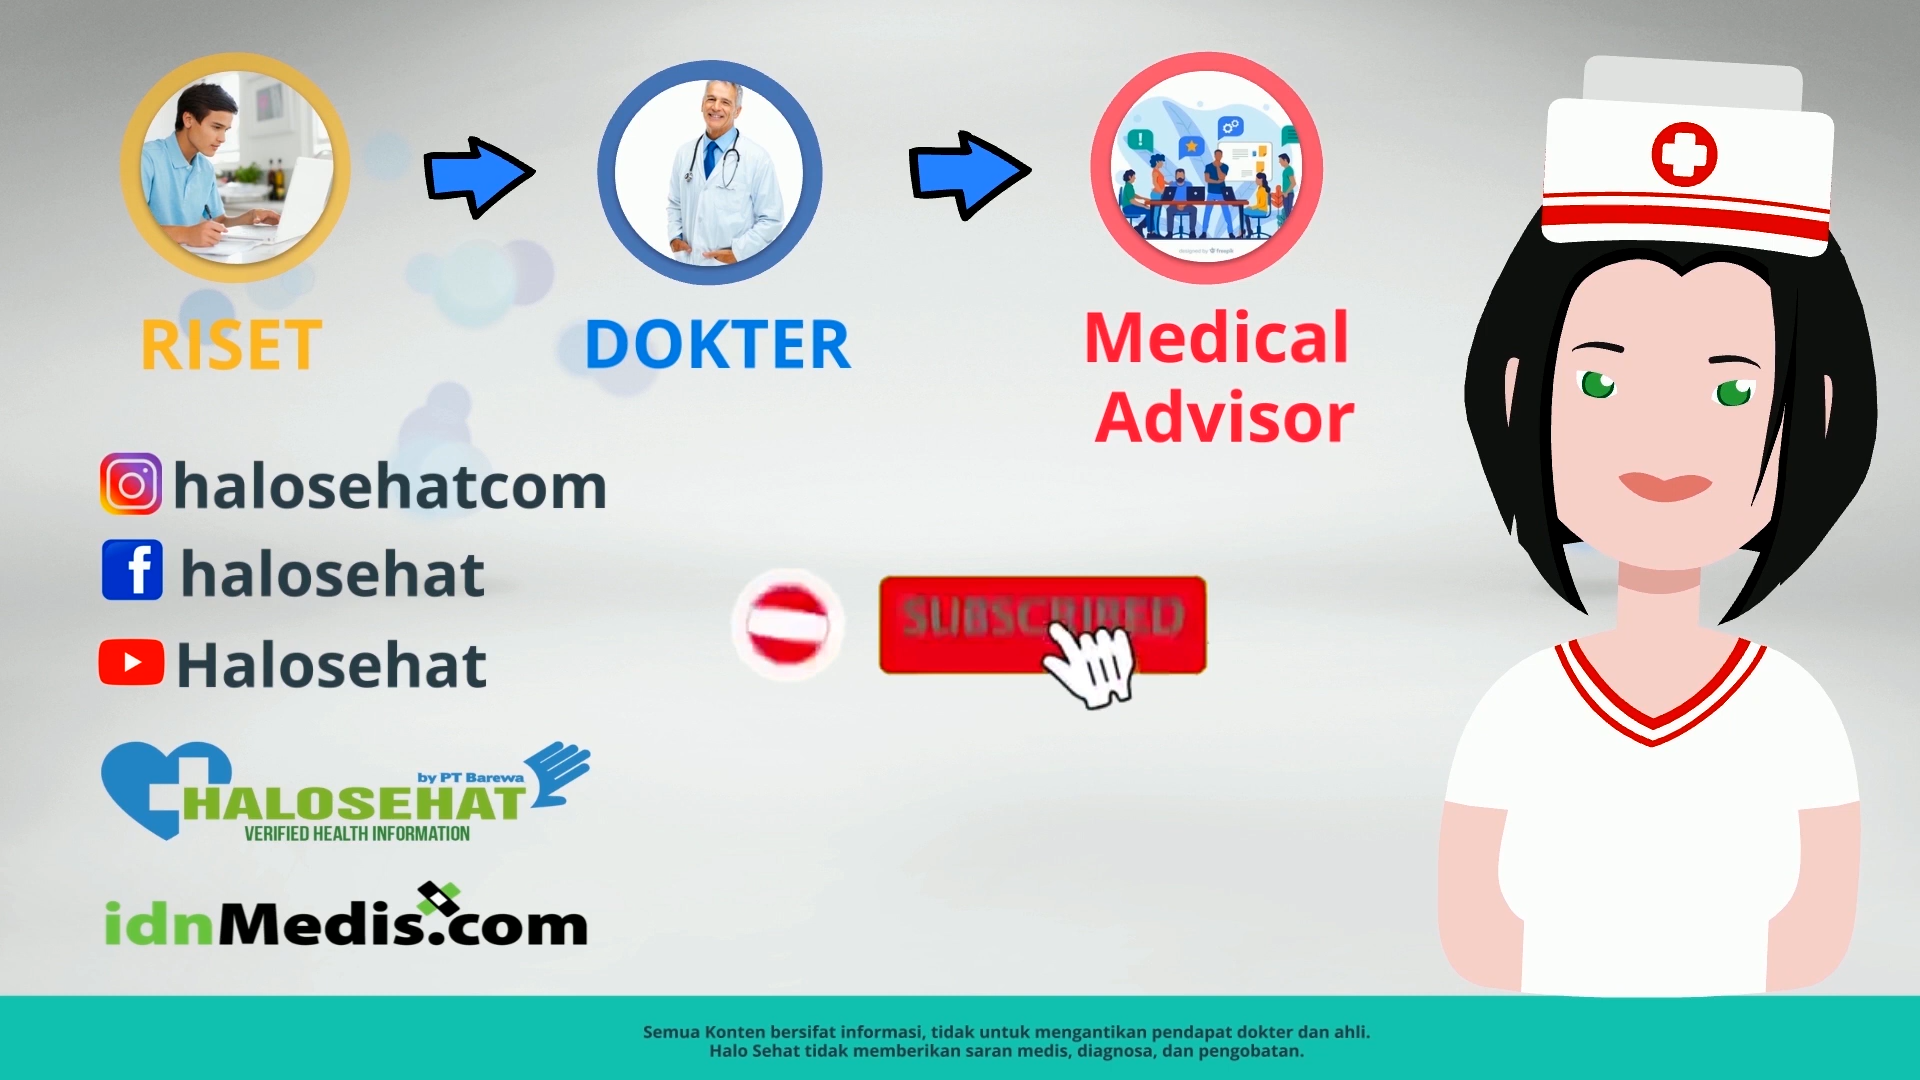 RISET
DOKTER
Medical
Advisor
halosehatcom
halosehat
Halosehat
SUBSCRIBED
by PT Barewa
HALOSEHAT
VERIFIED HEALTH INFORMATION
idnMedis.com
Semua Konten bersifat informasi, tidak untuk mengantikan pendapat dokter dan ahli.
Halo Sehat tidak memberikan saran medis, diagnosa, dan pengobatan.